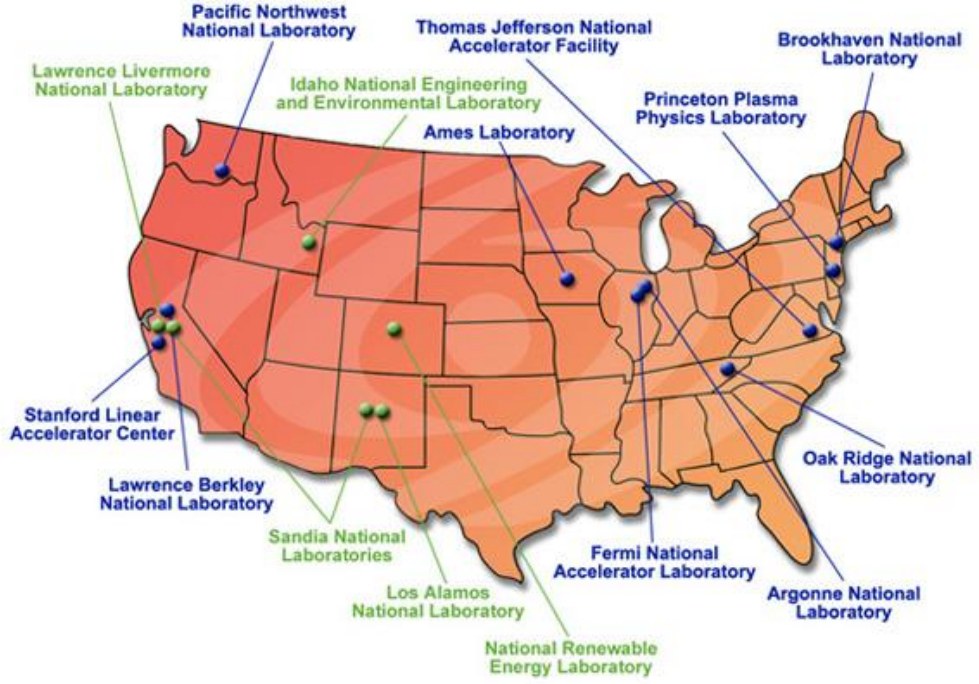 Pacific Northwest
National Laboratory
Thomas Jefferson National
Accelerator Facility
Brookhaven National
Laboratory
Lawrence Livermore
National Laboratory
Idaho National Engineering
and Environmental Laboratory
Princeton Plasma
Physics Laboratory
Ames Laboratory
Stanford Linear
Accelerator Center
Oak Ridge National
Laboratory
Lawrence Berkley
National Laboratory
Sandia National
Laboratories
Fermi National
Accelerator Laboratory
Argonne National
Laboratory
Los Alamos
National Laboratory
National Renewable
Energy Laboratory